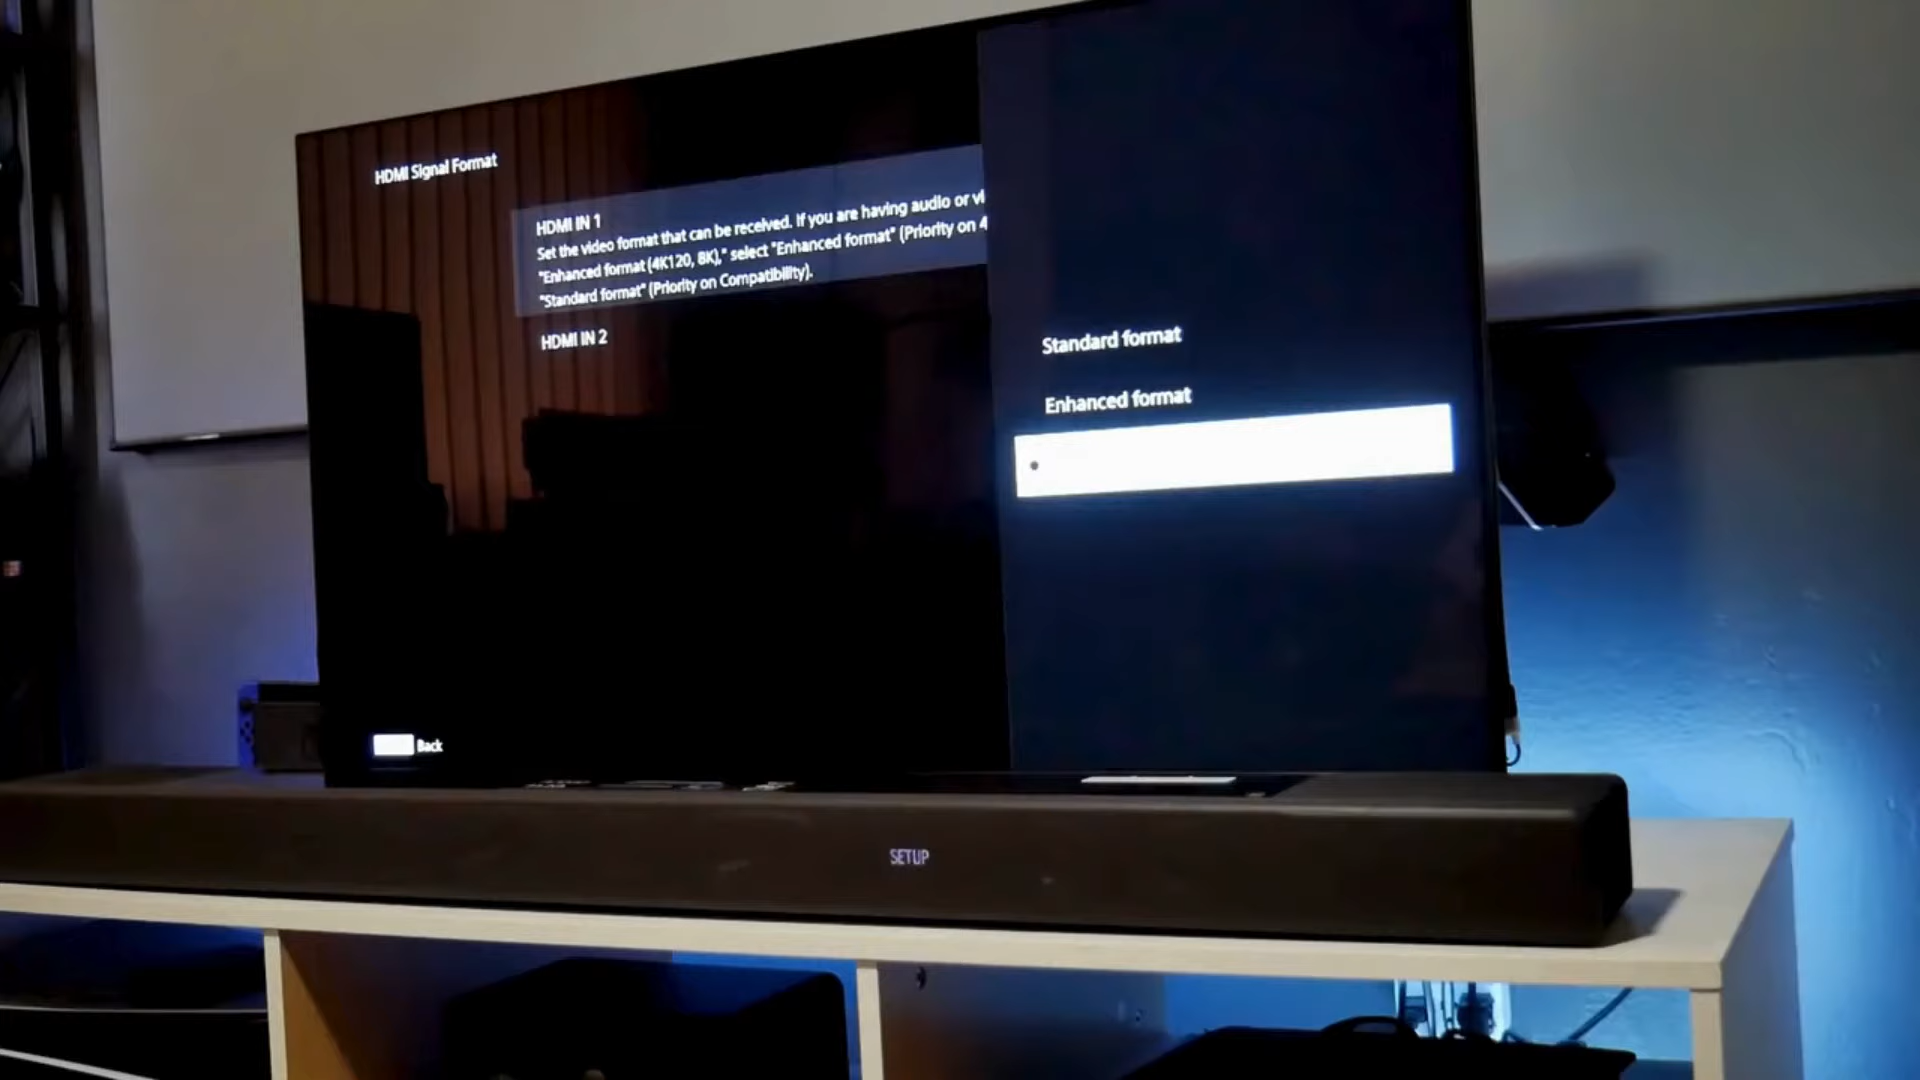 HDMI Signal Format
HDMI IN 1
Set the video format that can be received. If you are having audio or vi
"Enhanced format (4K120, 8K)," select "Enhanced format" (Priority on 4
"Standard format" (Priority on Compatibility).
HDMI IN 2
Standard format
Enhanced format
Back
SETUP